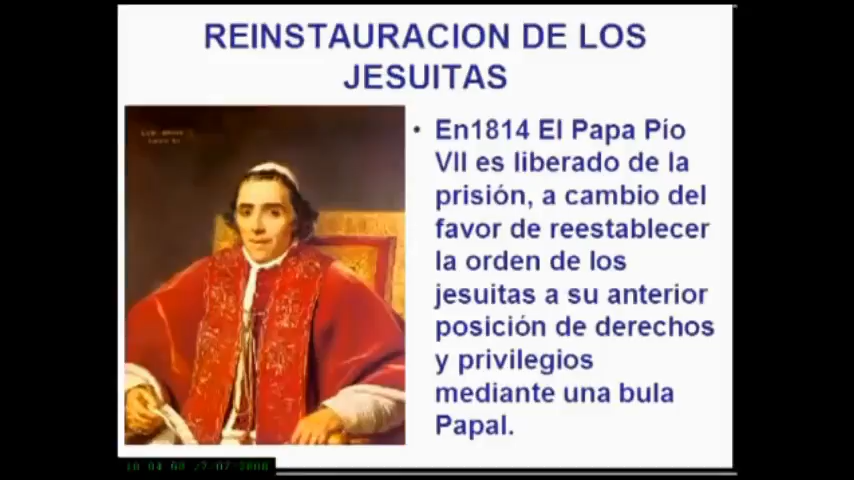 REINSTAURACION DE LOS
JESUITAS
• En1814 El Papa Pío
VII es liberado de la
prisión, a cambio del
favor de reestablecer
la orden de los
jesuitas a su anterior
posición de derechos
y privilegios
mediante una bula
Papal.